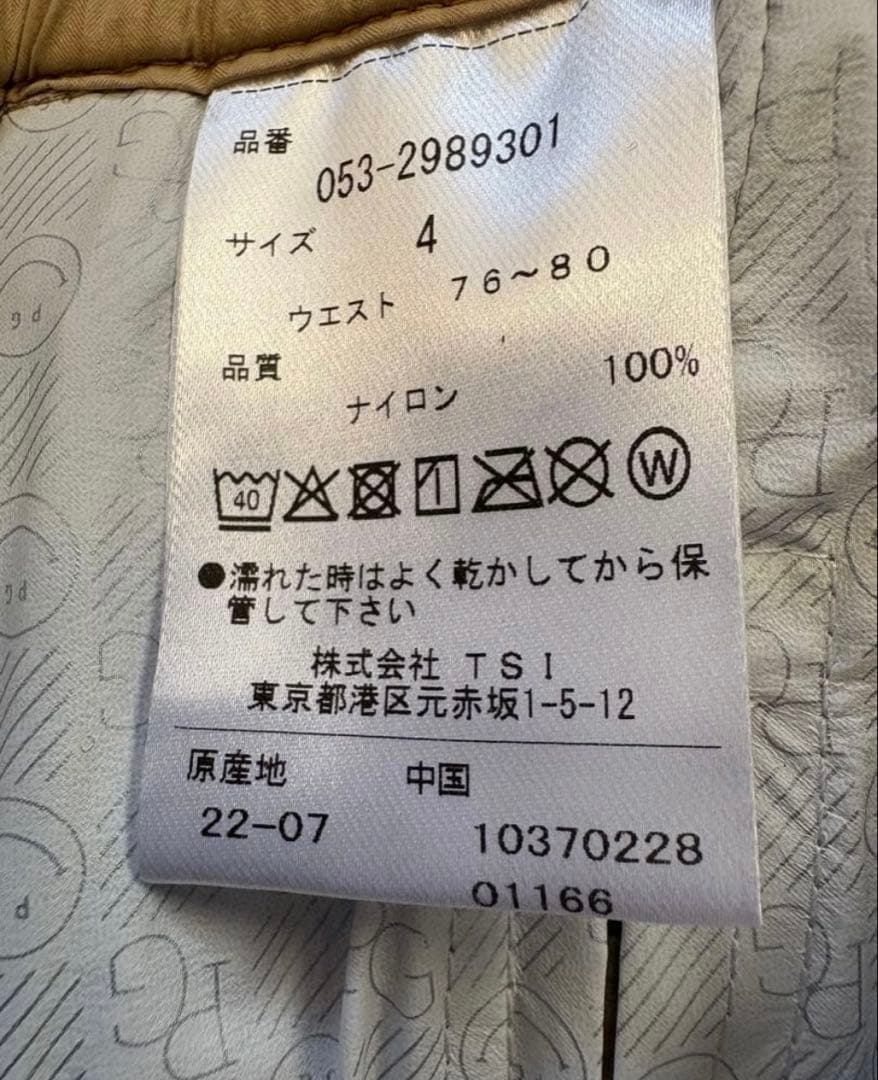 品番
053-2989301
サイズ 4
ウエスト 76~80
品質
ナイロン 100%
40
W
●濡れた時はよく乾かしてから保
管して下さい
株式会社 TSI
東京都港区元赤坂1-5-12
原産地 中国
22-07 10370228
01166